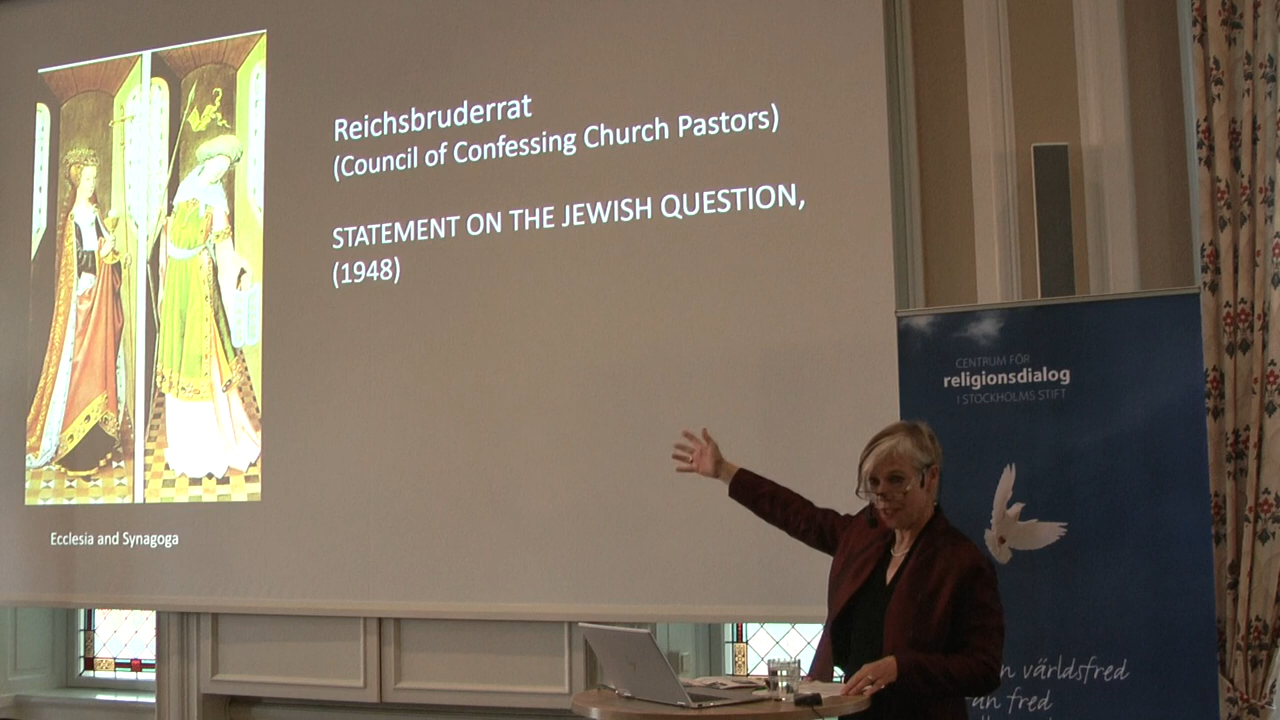 Reichsbruderrat
(Council of Confessing Church Pastors)
STATEMENT ON THE JEWISH QUESTION,
(1948)
Ecclesia and Synagoga
CENTRUM FÖR
religionsdialog
I STOCKHOLMS STIFT
n världsfred
an fred